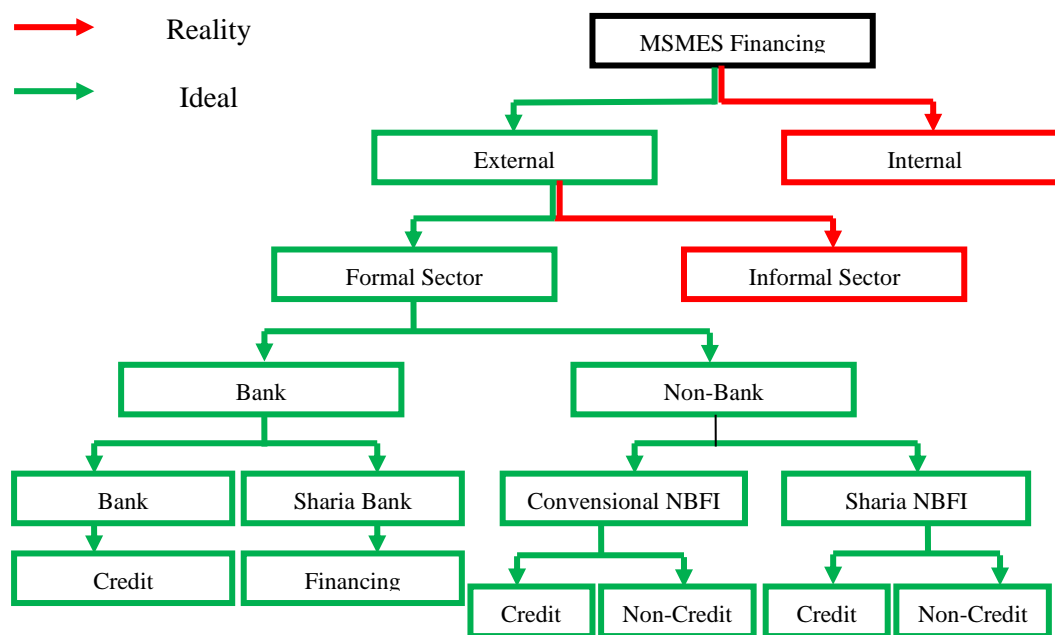 Reality
Ideal
MSMES Financing
External
Internal
Formal Sector
Informal Sector
Bank
Non-Bank
Bank
Sharia Bank
Convensional NBFI
Sharia NBFI
Credit
Financing
Credit
Non-Credit
Credit
Non-Credit